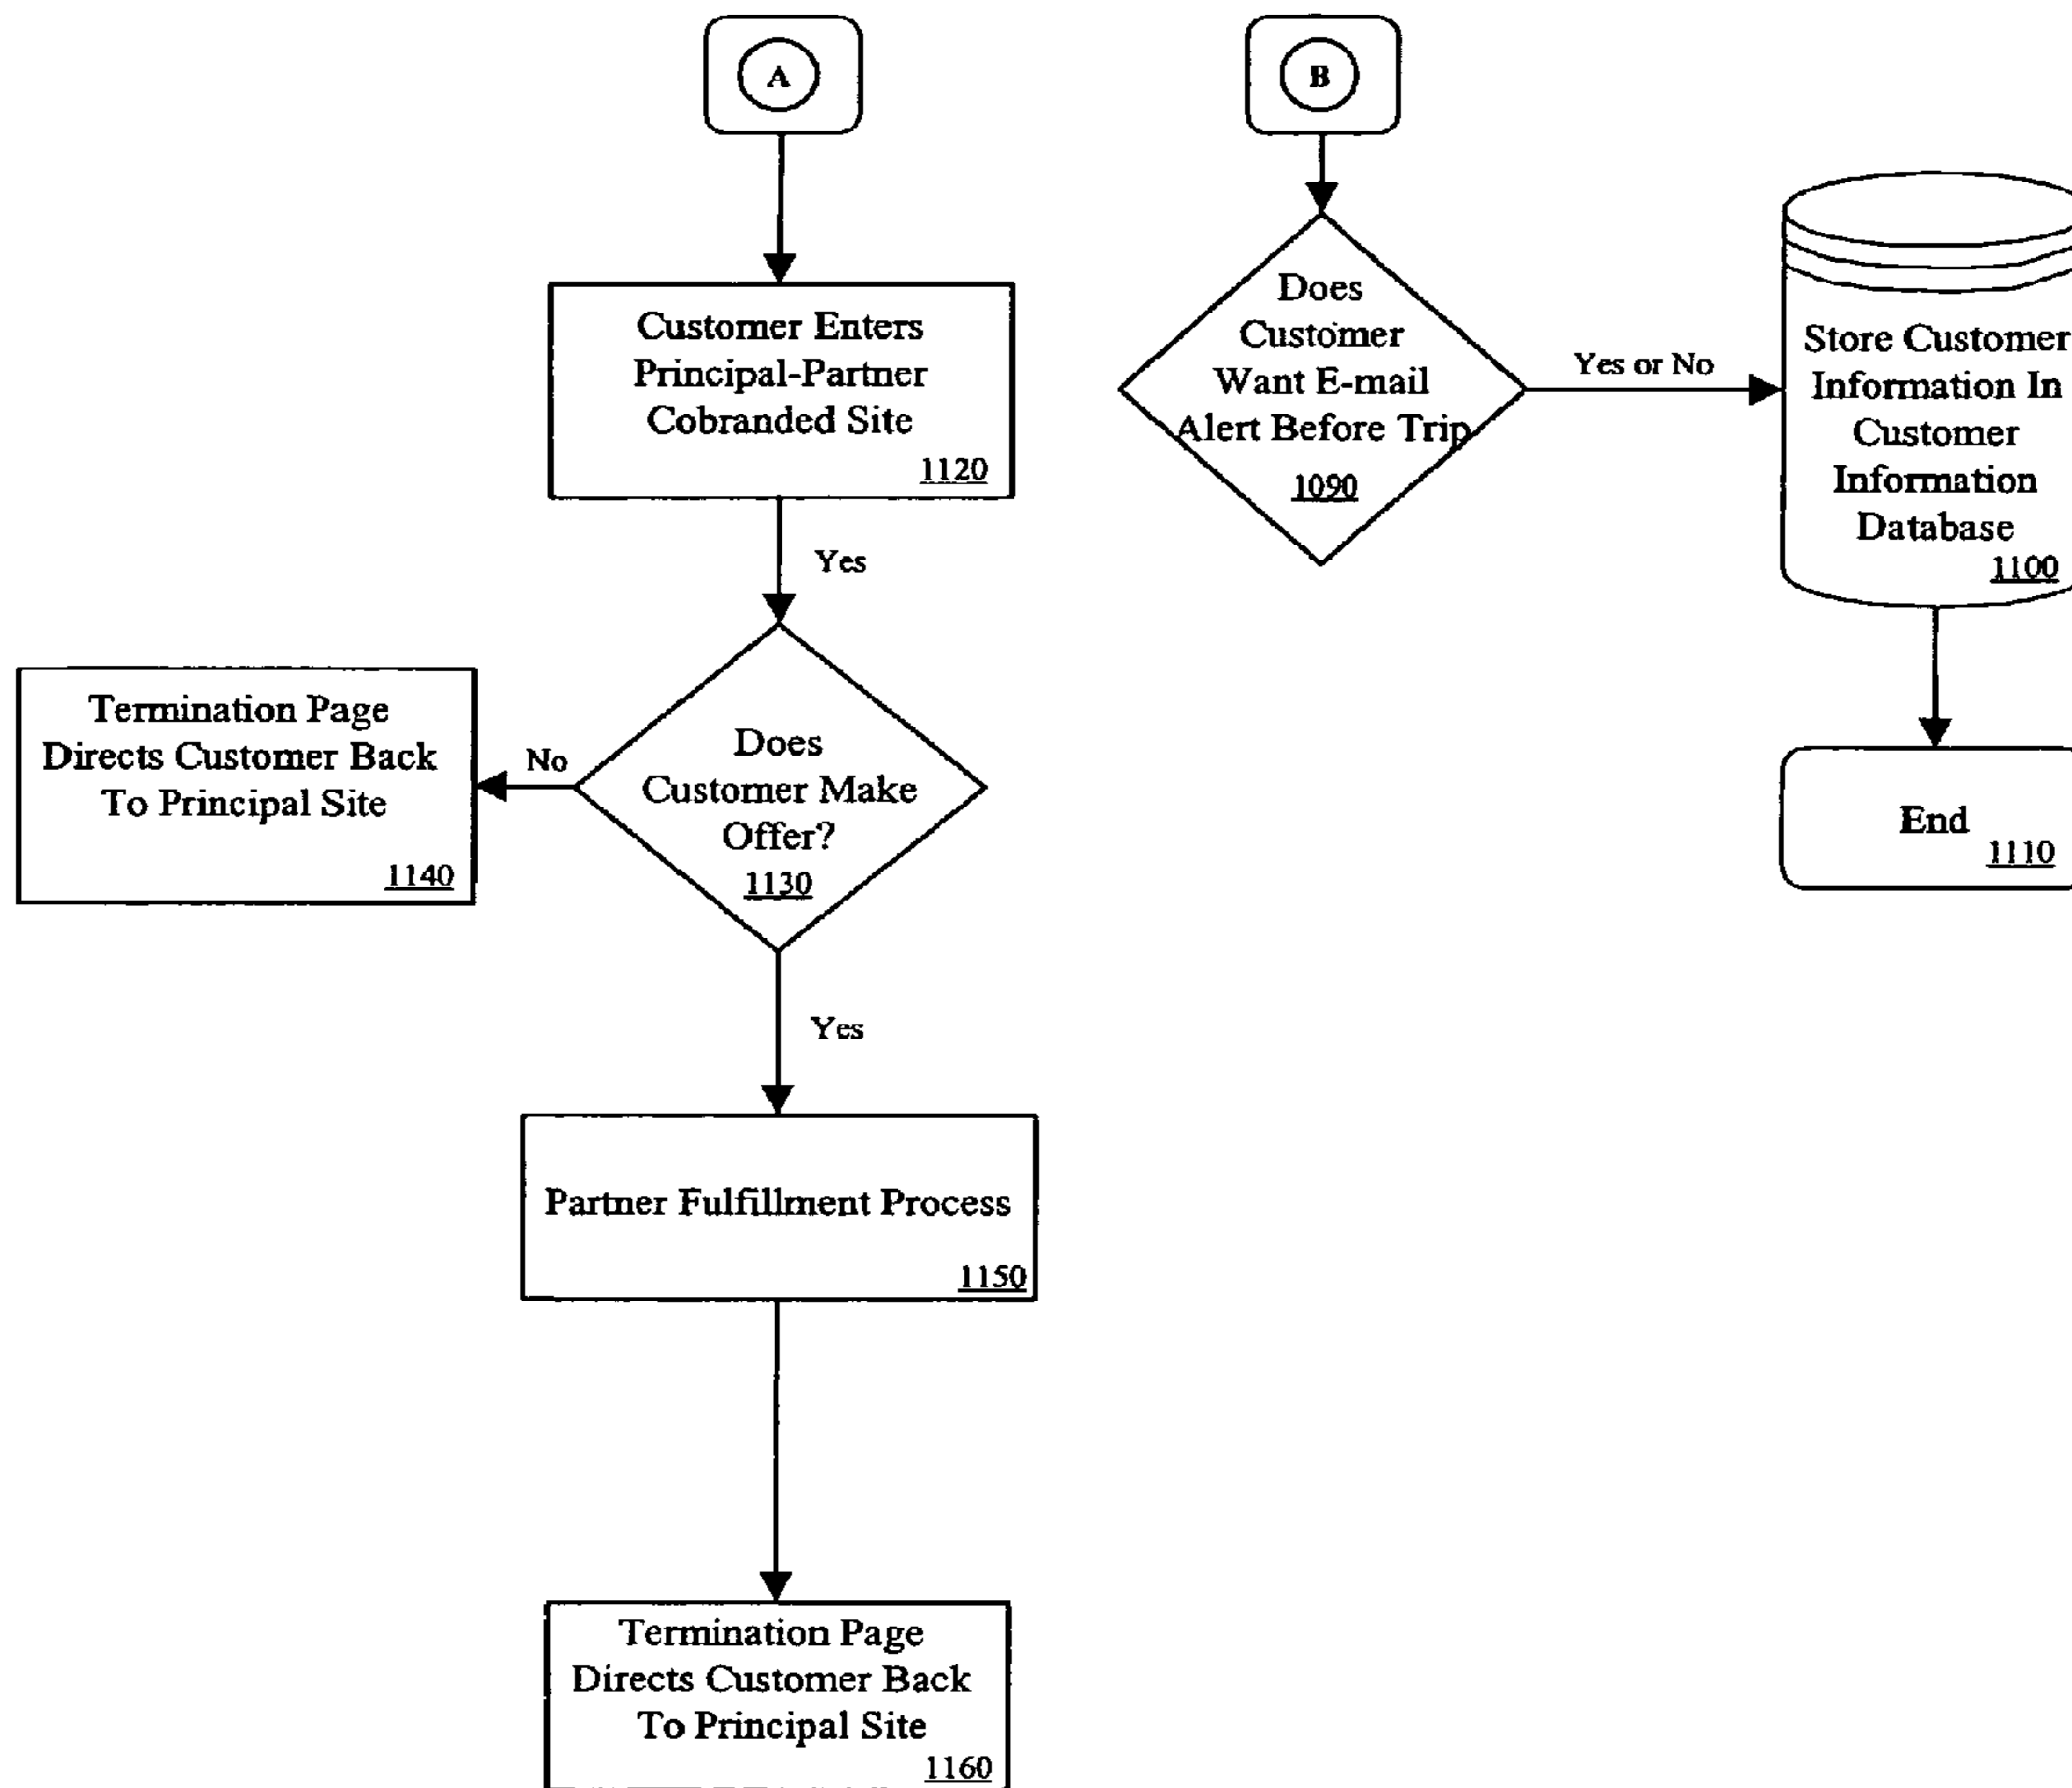 A
Customer Enters
Principal-Partner
Cobranded Site
1120
Yes
Does
Customer Make
Offer?
1130
No
Termination Page
Directs Customer Back
To Principal Site
1140
Yes
Partner Fulfillment Process
1150
Termination Page
Directs Customer Back
To Principal Site
1160
B
Does
Customer
Want E-mail
Alert Before Trip
1090
Yes or No
Store Customer
Information In
Customer
Information
Database
1100
End
1110